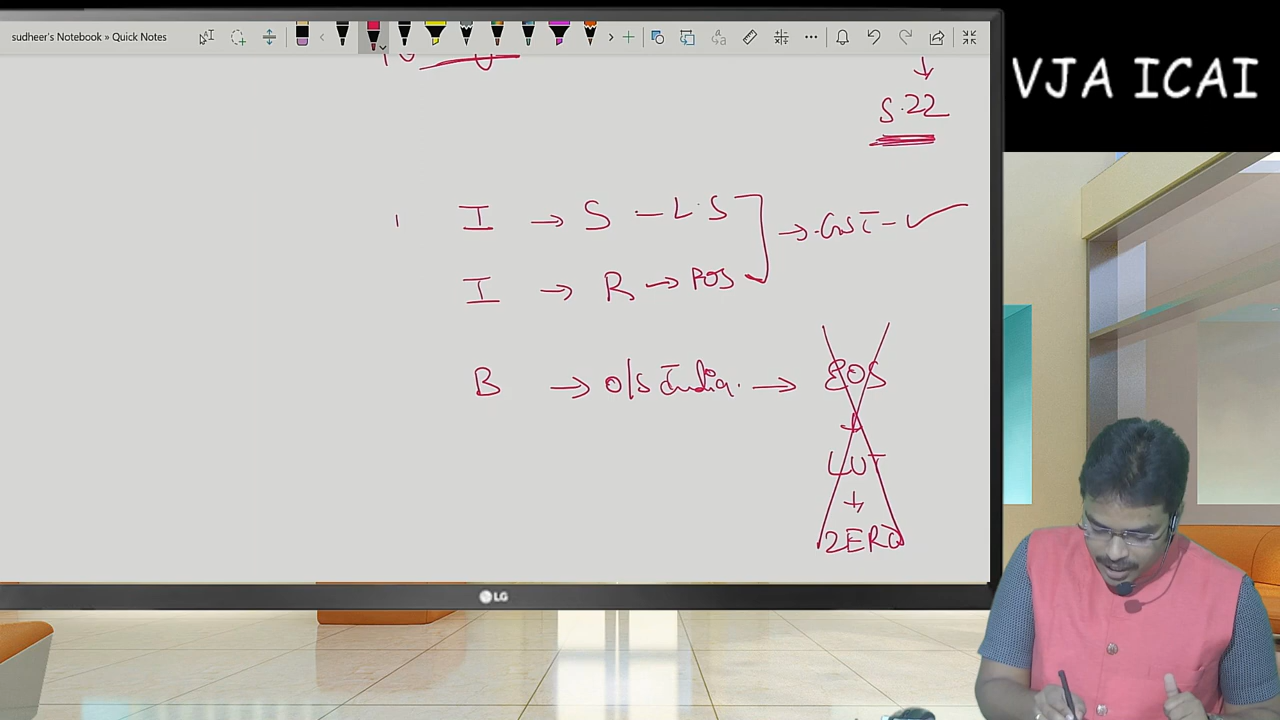 sudheer's Notebook » Quick Notes
VJA ICAI
S.22
I → S – L.S → GST – ✓
I → R → POS
B → o/s India. → EOS
↓
LUT
↓
ZERO
LG